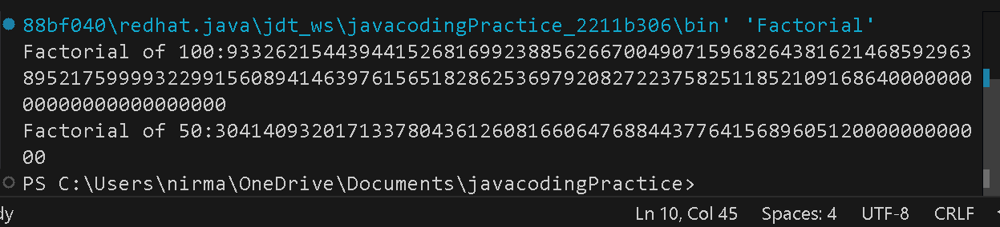 88bf040\redhat.java\jdt_ws\javacodingPractice_2211b306\bin' 'Factorial'
Factorial of 100:93326215443944152681699238856266700490715968264381621468592963
89521759999322991560894146397615651828625369792082722375825118521091686400000000
0000000000000000
Factorial of 50:304140932017133780436126081660647688443776415689605120000000000
00
PS C:\Users\nirma\OneDrive\Documents\javacodingPractice>
dy Ln 10, Col 45 Spaces: 4 UTF-8 CRLF